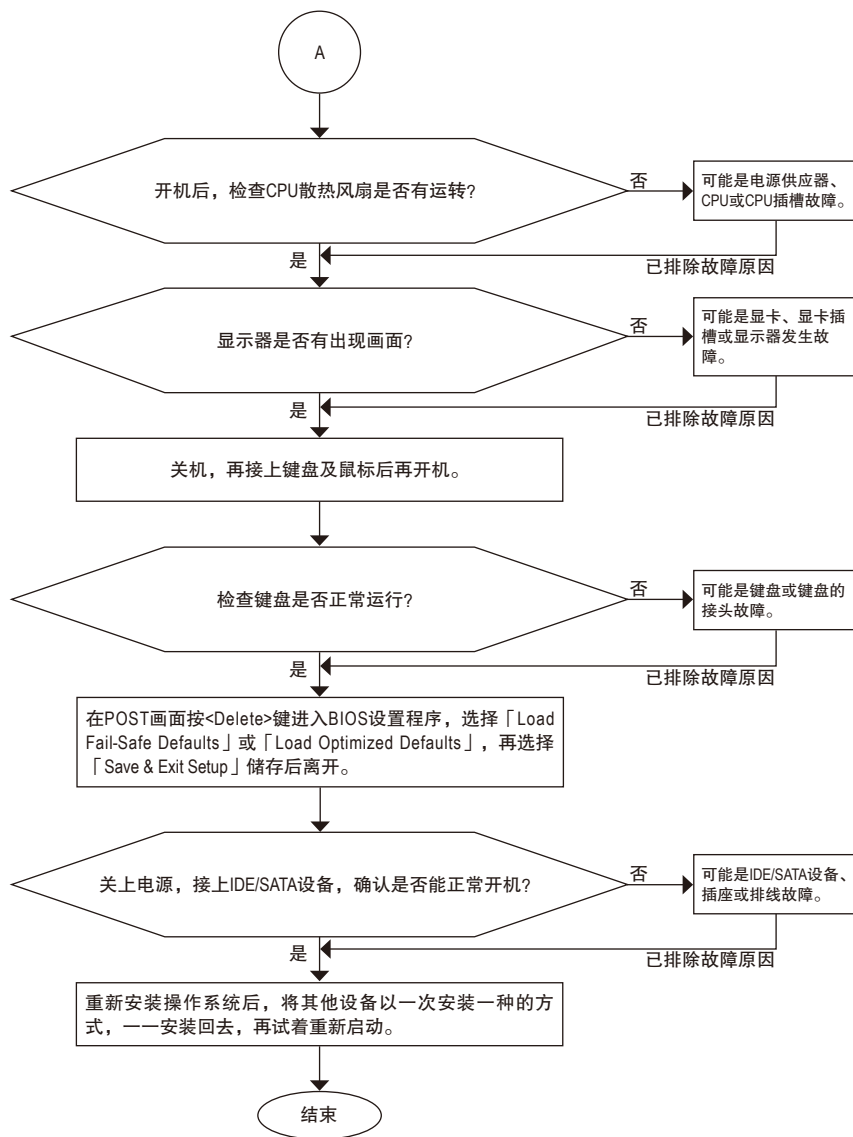 A
开机后，检查CPU散热风扇是否有运转？
否
可能是电源供应器、
CPU或CPU插槽故障。
是
已排除故障原因
显示器是否有出现画面？
否
可能是显卡、显卡插
槽或显示器发生故
障。
是
已排除故障原因
关机，再接上键盘及鼠标后再开机。
检查键盘是否正常运行？
否
可能是键盘或键盘的
接头故障。
是
已排除故障原因
在POST画面按<Delete>键进入BIOS设置程序，选择「Load
Fail-Safe Defaults」或「Load Optimized Defaults」，再选择
「Save & Exit Setup」储存后离开。
关上电源，接上IDE/SATA设备，确认是否能正常开机？
否
可能是IDE/SATA设备、
插座或排线故障。
是
已排除故障原因
重新安装操作系统后，将其他设备以一次安装一种的方
式，一一安装回去，再试着重新启动。
结束